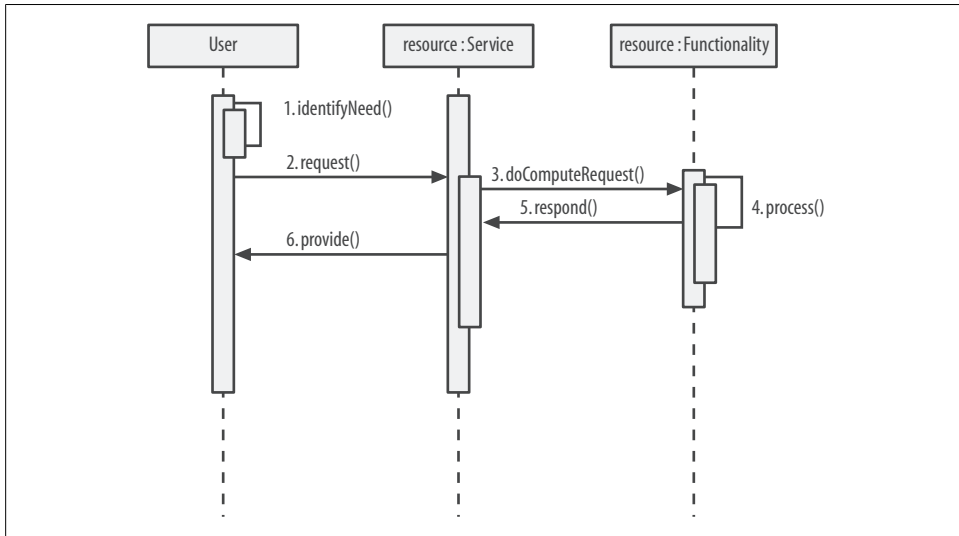 User
resource : Service
resource : Functionality
1. identifyNeed()
2. request()
3. doComputeRequest()
5. respond()
4. process()
6. provide()